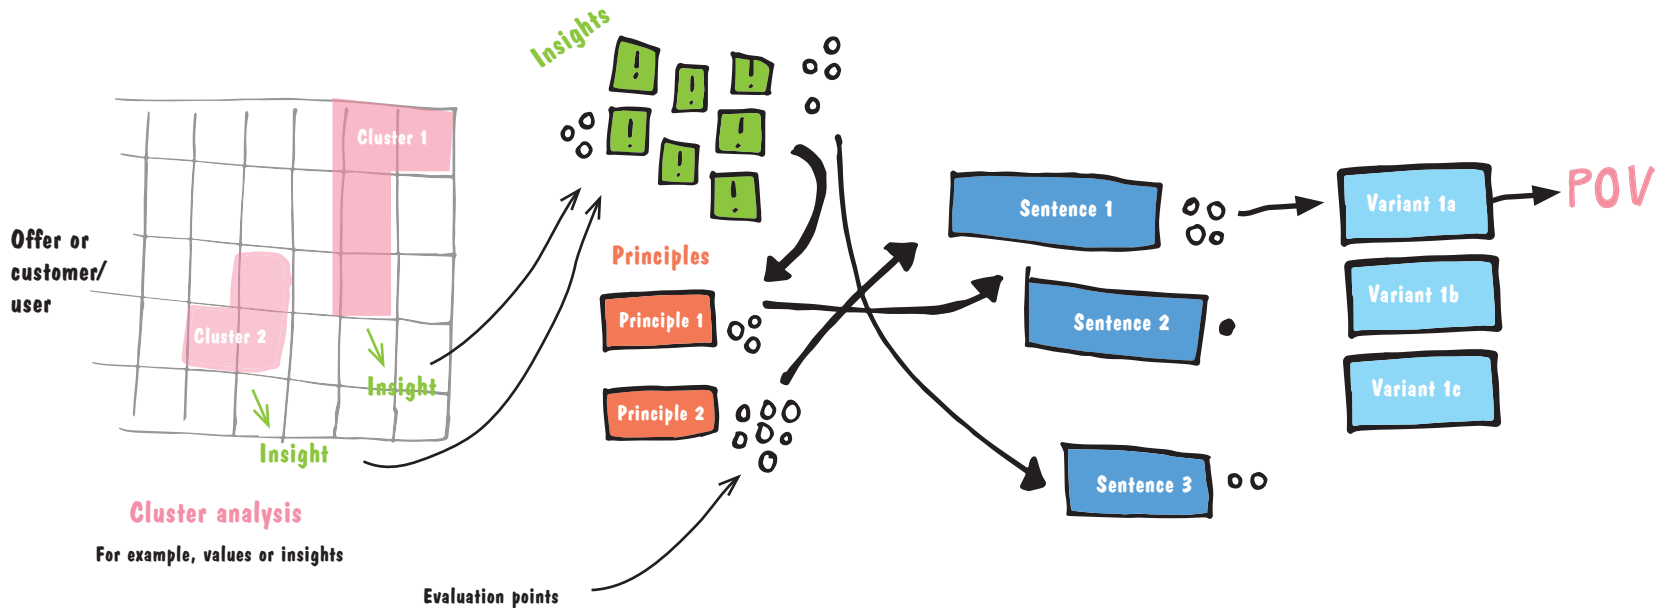 Insights
!
!
!
!
!
!
!
Cluster 1
Offer or
customer/
user
Cluster 2
Insight
Insight
Cluster analysis
For example, values or insights
Principles
Principle 1
Principle 2
Evaluation points
Sentence 1
Sentence 2
Sentence 3
Variant 1a
Variant 1b
Variant 1c
POV